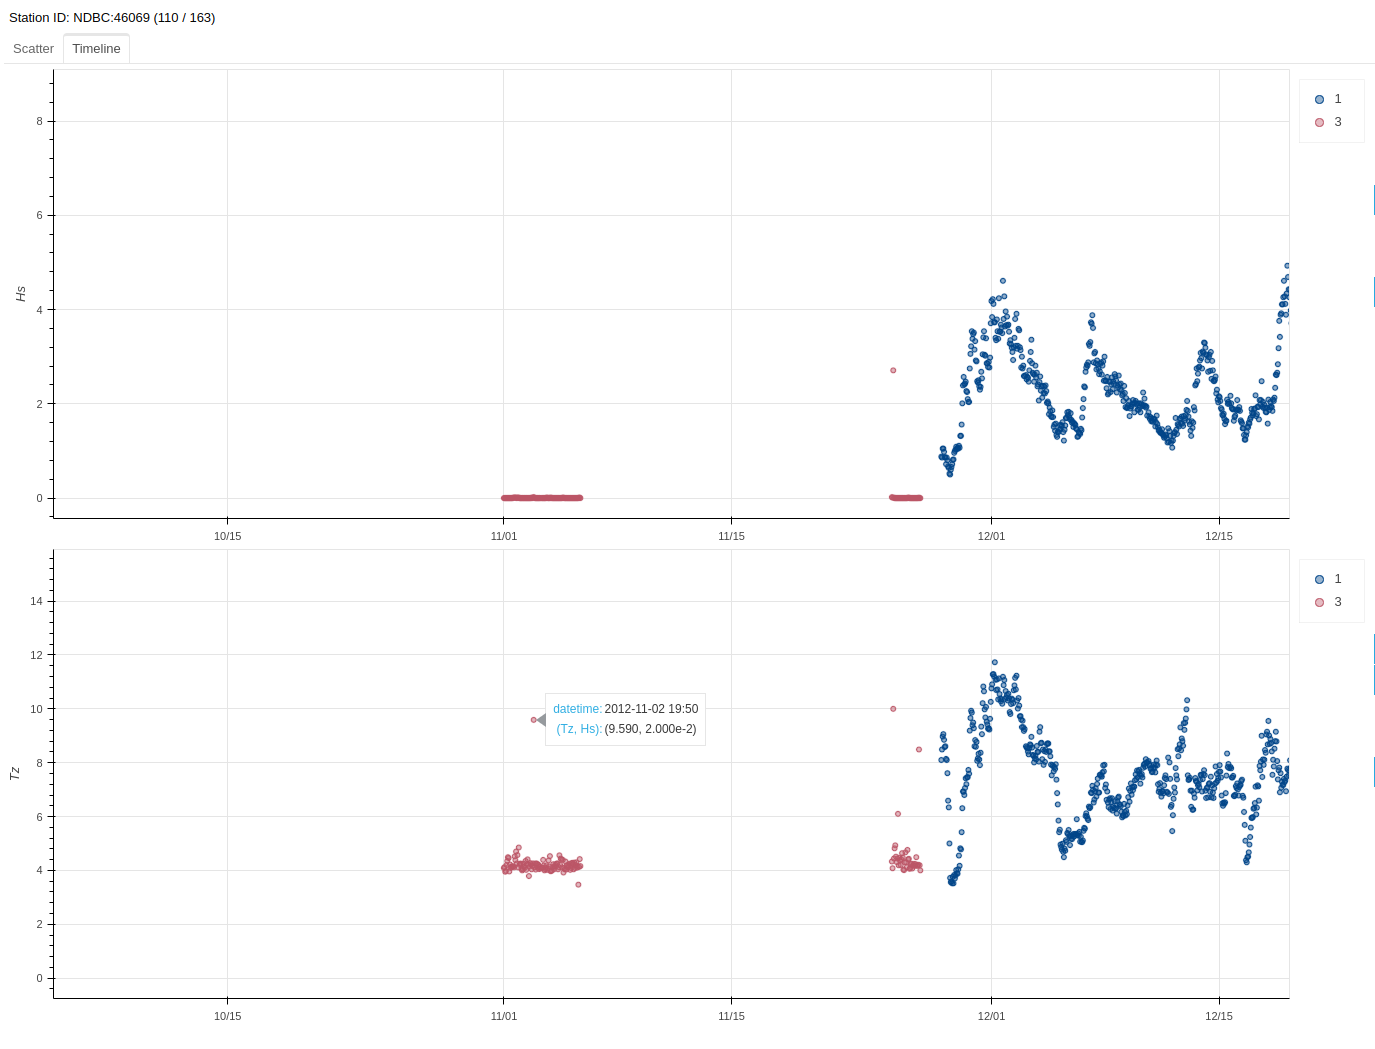 Station ID: NDBC:46069 (110 / 163)
Scatter Timeline
8
6
4
2
0
Hs
10/15 11/01 11/15 12/01 12/15
1
3
14
12
10
8
6
4
2
0
Tz
datetime: 2012-11-02 19:50
(Tz, Hs): (9.590, 2.000e-2)
10/15 11/01 11/15 12/01 12/15
1
3